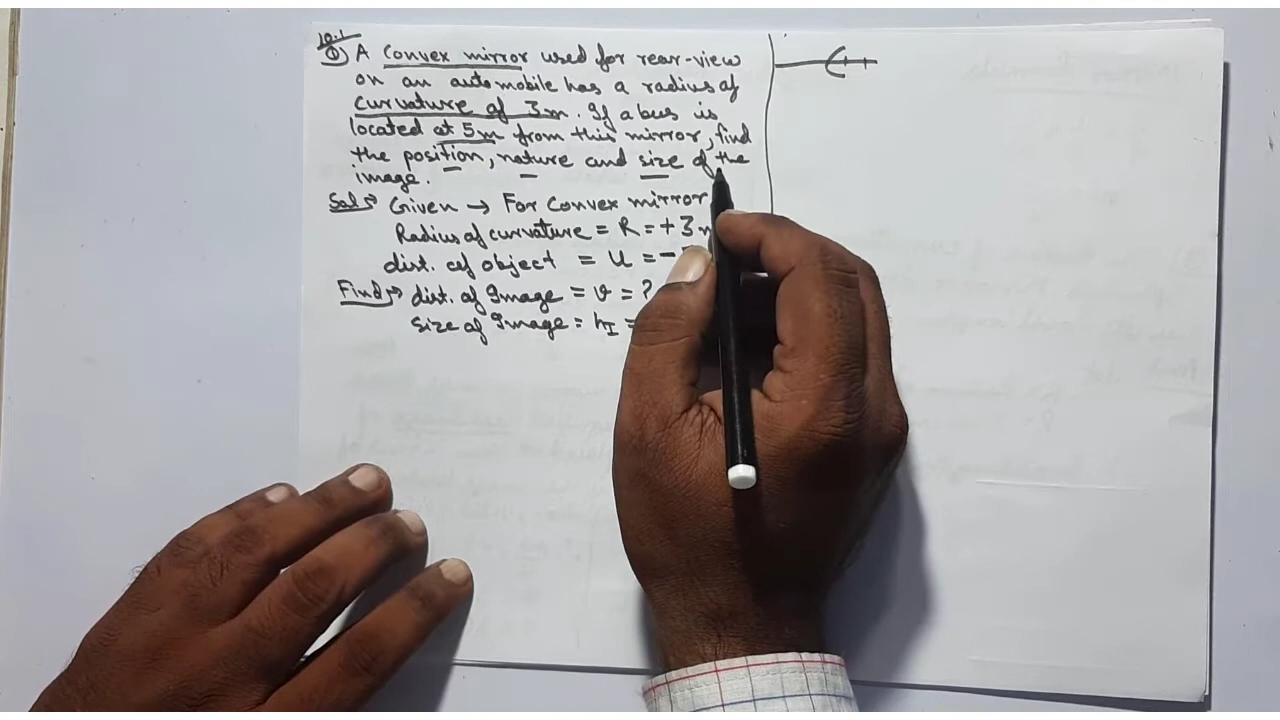 10.1
① A Convex mirror used for rear-view
on an automobile has a radius of
curvature of 3m. If a bus is
located at 5m from this mirror, find
the position, nature and size of the
image.
Sol → Given → For Convex mirror
Radius of curvature = R = +3
dist. of object = u = -
Find → dist. of Image = v = ?
Size of Image = hI =